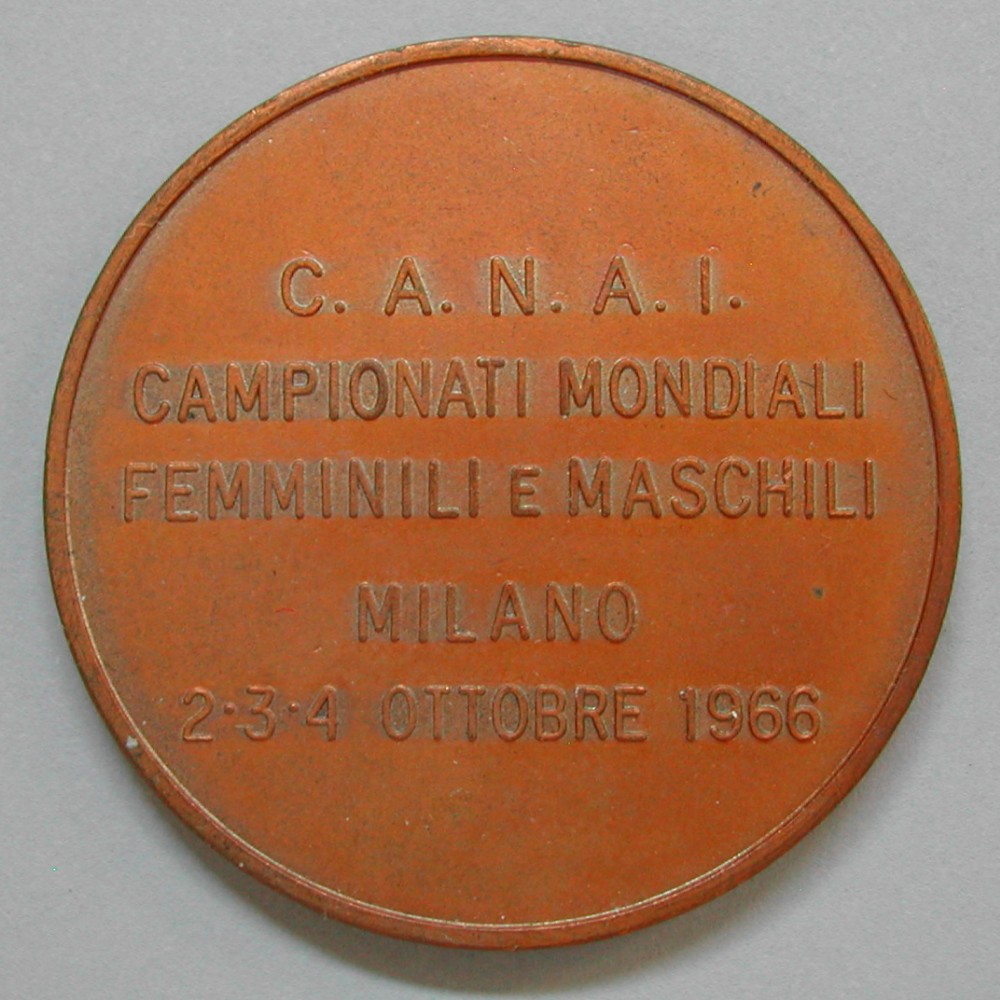 C. A. N. A. I.
CAMPIONATI MONDIALI
FEMMINILI E MASCHILI
MILANO
2·3·4 OTTOBRE 1966